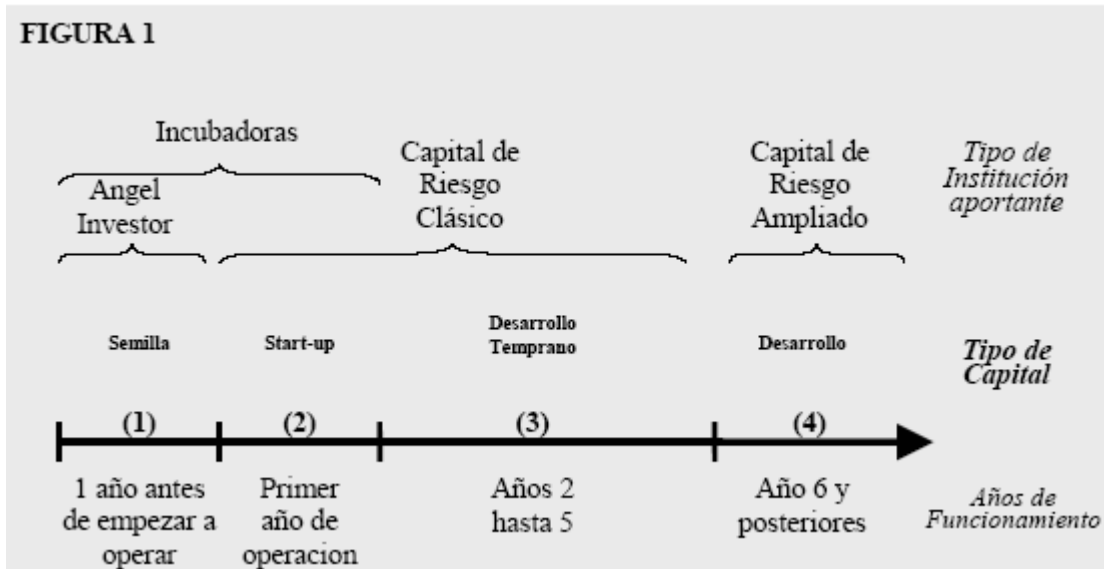 FIGURA 1
Incubadoras
Angel
Investor
Capital de
Riesgo
Clásico
Capital de
Riesgo
Ampliado
Tipo de
Institución
aportante
Semilla
Start-up
Desarrollo
Temprano
Desarrollo
Tipo de
Capital
(1)
(2)
(3)
(4)
1 año antes
de empezar a
operar
Primer
año de
operacion
Años 2
hasta 5
Año 6 y
posteriores
Años de
Funcionamiento